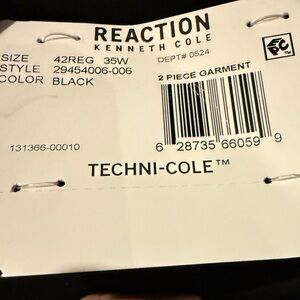 REACTION
KENNETH COLE
SIZE 42REG 35W
DEPT# 0524
STYLE 29454006-006
2 PIECE GARMENT
COLOR BLACK
131366-00010
6 28735 66059 9
TECHNI-COLE™